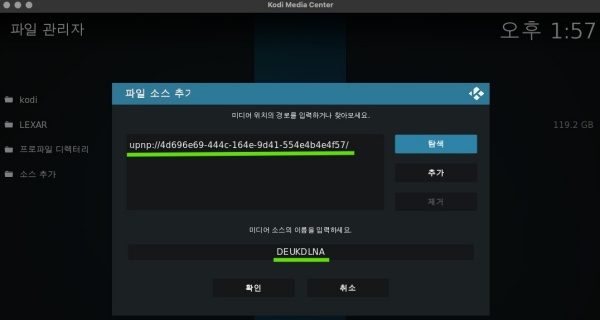 Kodi Media Center
파일 관리자
오후 1:57
kodi
LEXAR
119.2 GB
프로파일 디렉터리
소스 추가
파일 소스 추가
미디어 위치의 경로를 입력하거나 찾아보세요.
upnp://4d696e69-444c-164e-9d41-554e4b4e4f57/
탐색
추가
제거
미디어 소스의 이름을 입력하세요.
DEUKDLNA
확인
취소